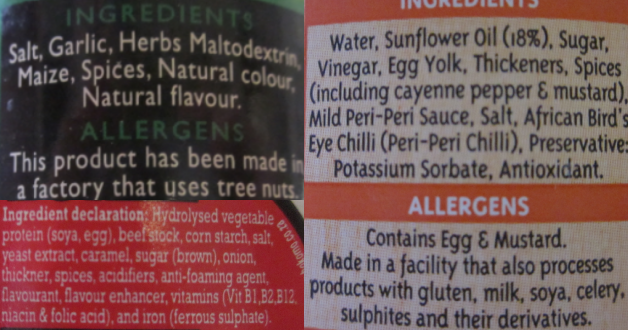 INGREDIENTS
Salt, Garlic, Herbs Maltodextrin,
Maize, Spices, Natural colour,
Natural flavour.
ALLERGENS
This product has been made in
a factory that uses tree nuts.
Ingredient declaration: Hydrolysed vegetable
protein (soya, egg), beef stock, corn starch, salt,
yeast extract, caramel, sugar (brown), onion,
thickner, spices, acidifiers, anti-foaming agent,
flavourant, flavour enhancer, vitamins (Vit B1,B2,B12,
niacin & folic acid), and iron (ferrous sulphate).
INGREDIENTS
Water, Sunflower Oil (18%), Sugar,
Vinegar, Egg Yolk, Thickeners, Spices
(including cayenne pepper & mustard),
Mild Peri-Peri Sauce, Salt, African Bird's
Eye Chilli (Peri-Peri Chilli), Preservative:
Potassium Sorbate, Antioxidant.
ALLERGENS
Contains Egg & Mustard.
Made in a facility that also processes
products with gluten, milk, soya, celery,
sulphites and their derivatives.